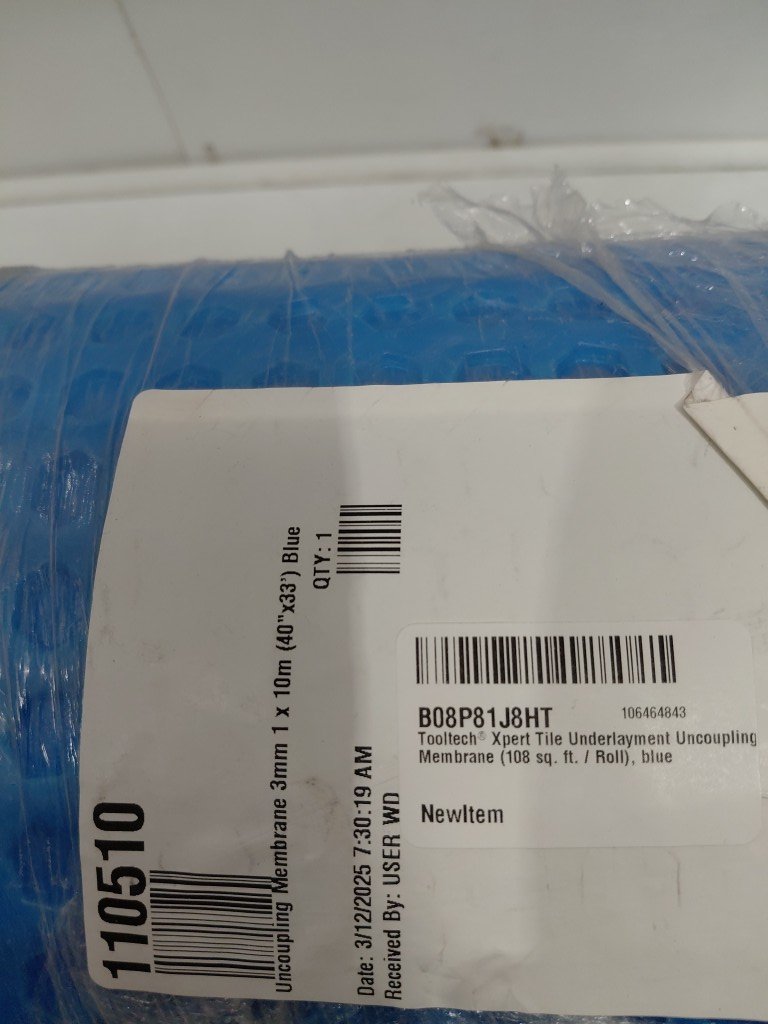 110510
Uncoupling Membrane 3mm 1 x 10m (40"x33') Blue
QTY: 1
Date: 3/12/2025 7:30:19 AM
Received By: USER WD
B08P81J8HT 106464843
Tooltech® Xpert Tile Underlayment Uncoupling
Membrane (108 sq. ft. / Roll), blue
NewItem